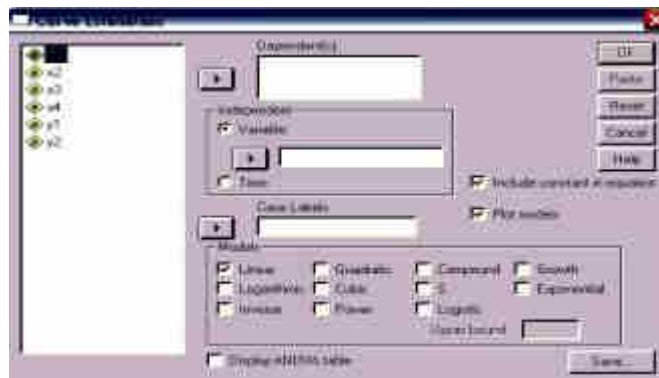 Curve Estimation
x2
x3
x4
y1
y2
Dependent(s)
Independent
Variable
Time
Case Labels
OK
Paste
Reset
Cancel
Help
Include constant in equation
Plot models
Models
Linear Quadratic Compound Growth
Logarithmic Cubic S Exponential
Inverse Power Logistic
Upper bound
Display ANOVA table
Save...